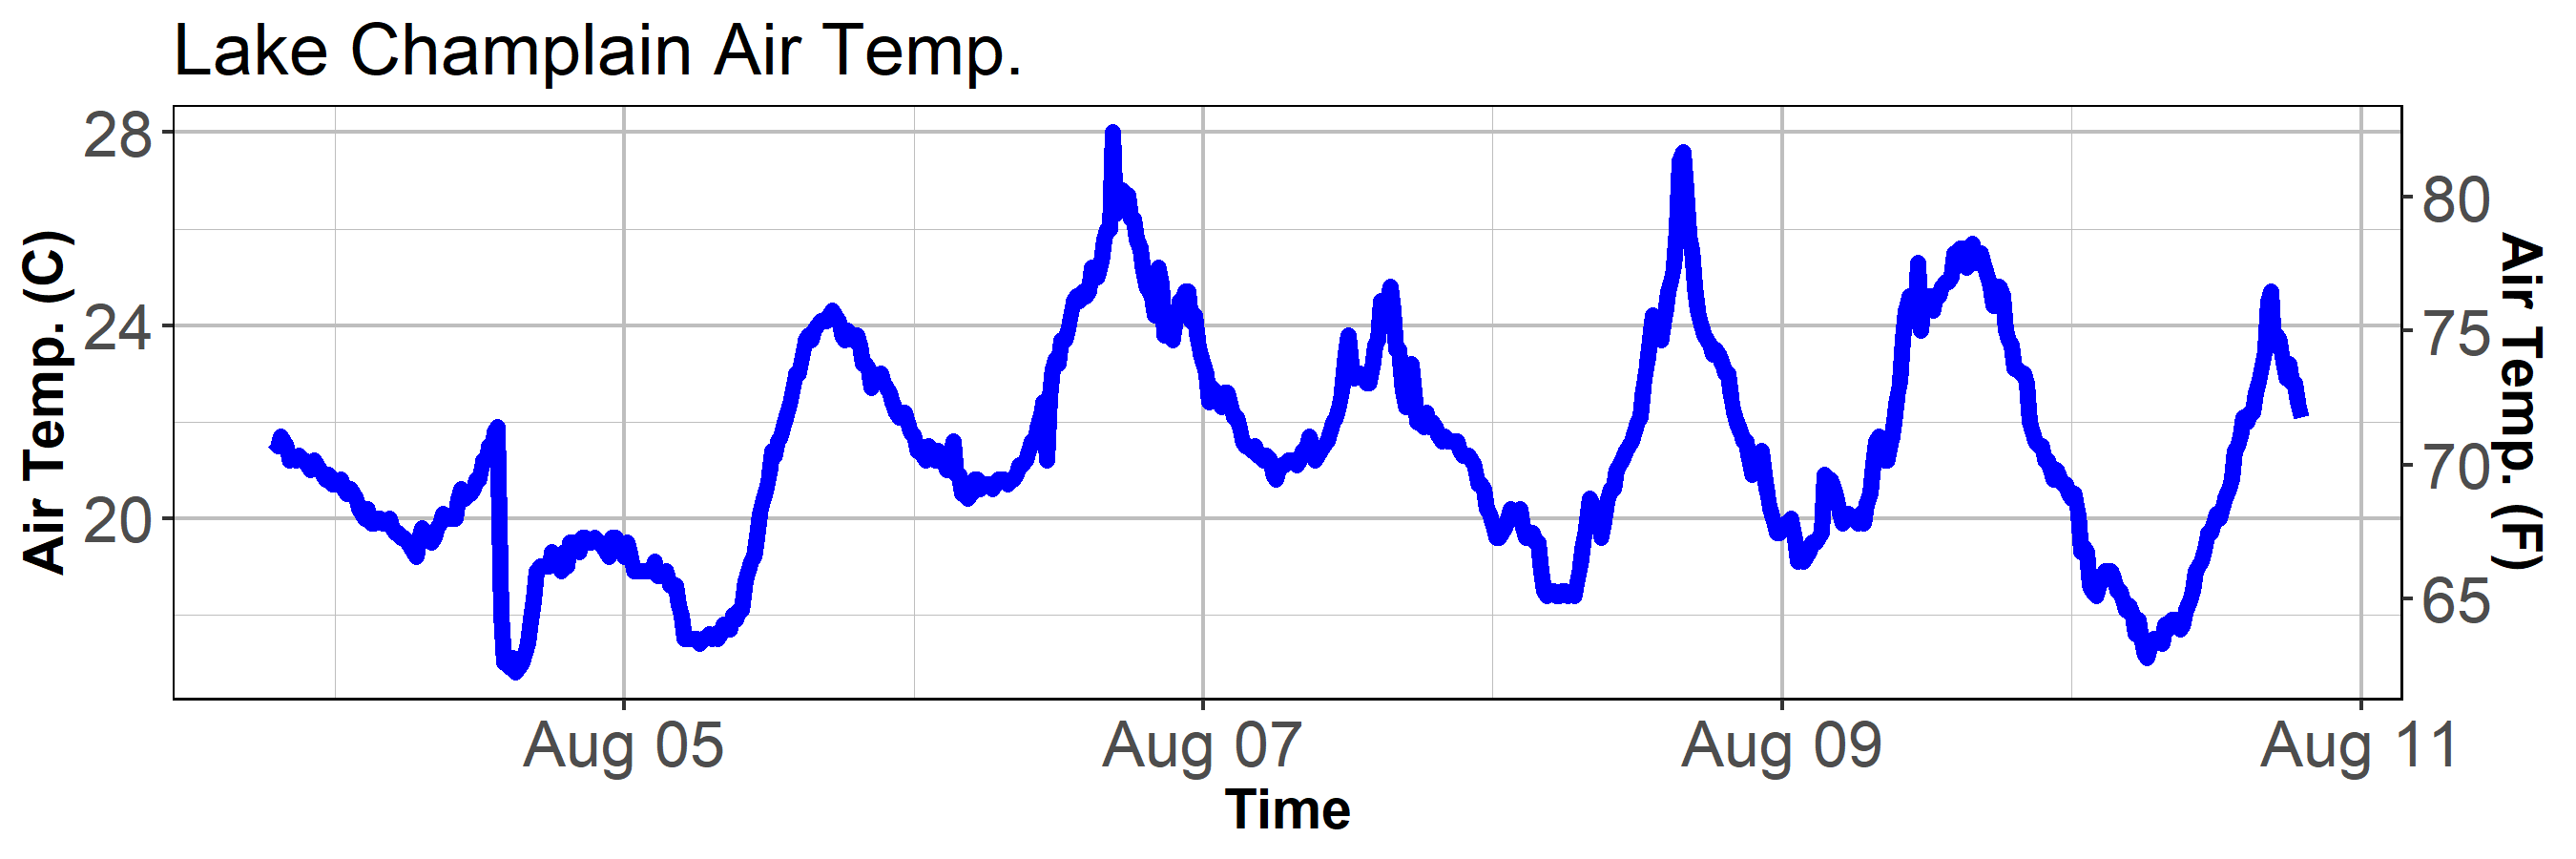 Lake Champlain Air Temp.
28
24
20
Air Temp. (C)
80
75
70
65
Air Temp. (F)
Aug 05
Aug 07
Aug 09
Aug 11
Time